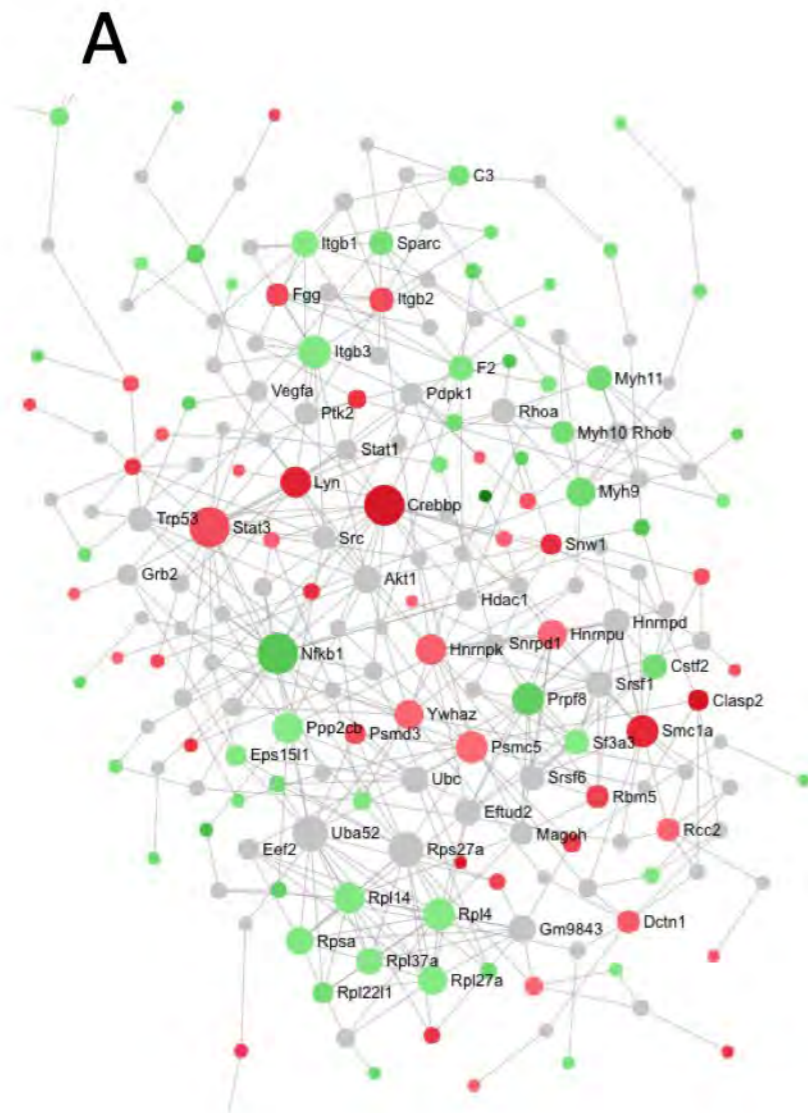 A
C3
Itgb1
Sparc
Fgg
Itgb2
Itgb3
F2
Myh11
Vegfa
Pdpk1
Ptk2
Rhoa
Myh10 Rhob
Stat1
Lyn
Myh9
Crebbp
Trp53
Stat3
Src
Snw1
Grb2
Akt1
Hdac1
Hnrnpd
Hnrnpu
Snrpd1
Hnrnpk
Nfkb1
Cstf2
Srsf1
Prpf8
Clasp2
Ywhaz
Ppp2cb
Psmd3
Smc1a
Sf3a3
Psmc5
Eps15l1
Ubc
Srsf6
Rbm5
Eftud2
Uba52
Magoh
Rcc2
Eef2
Rps27a
Rpl14
Rpl4
Dctn1
Gm9843
Rpsa
Rpl37a
Rpl27a
Rpl22l1